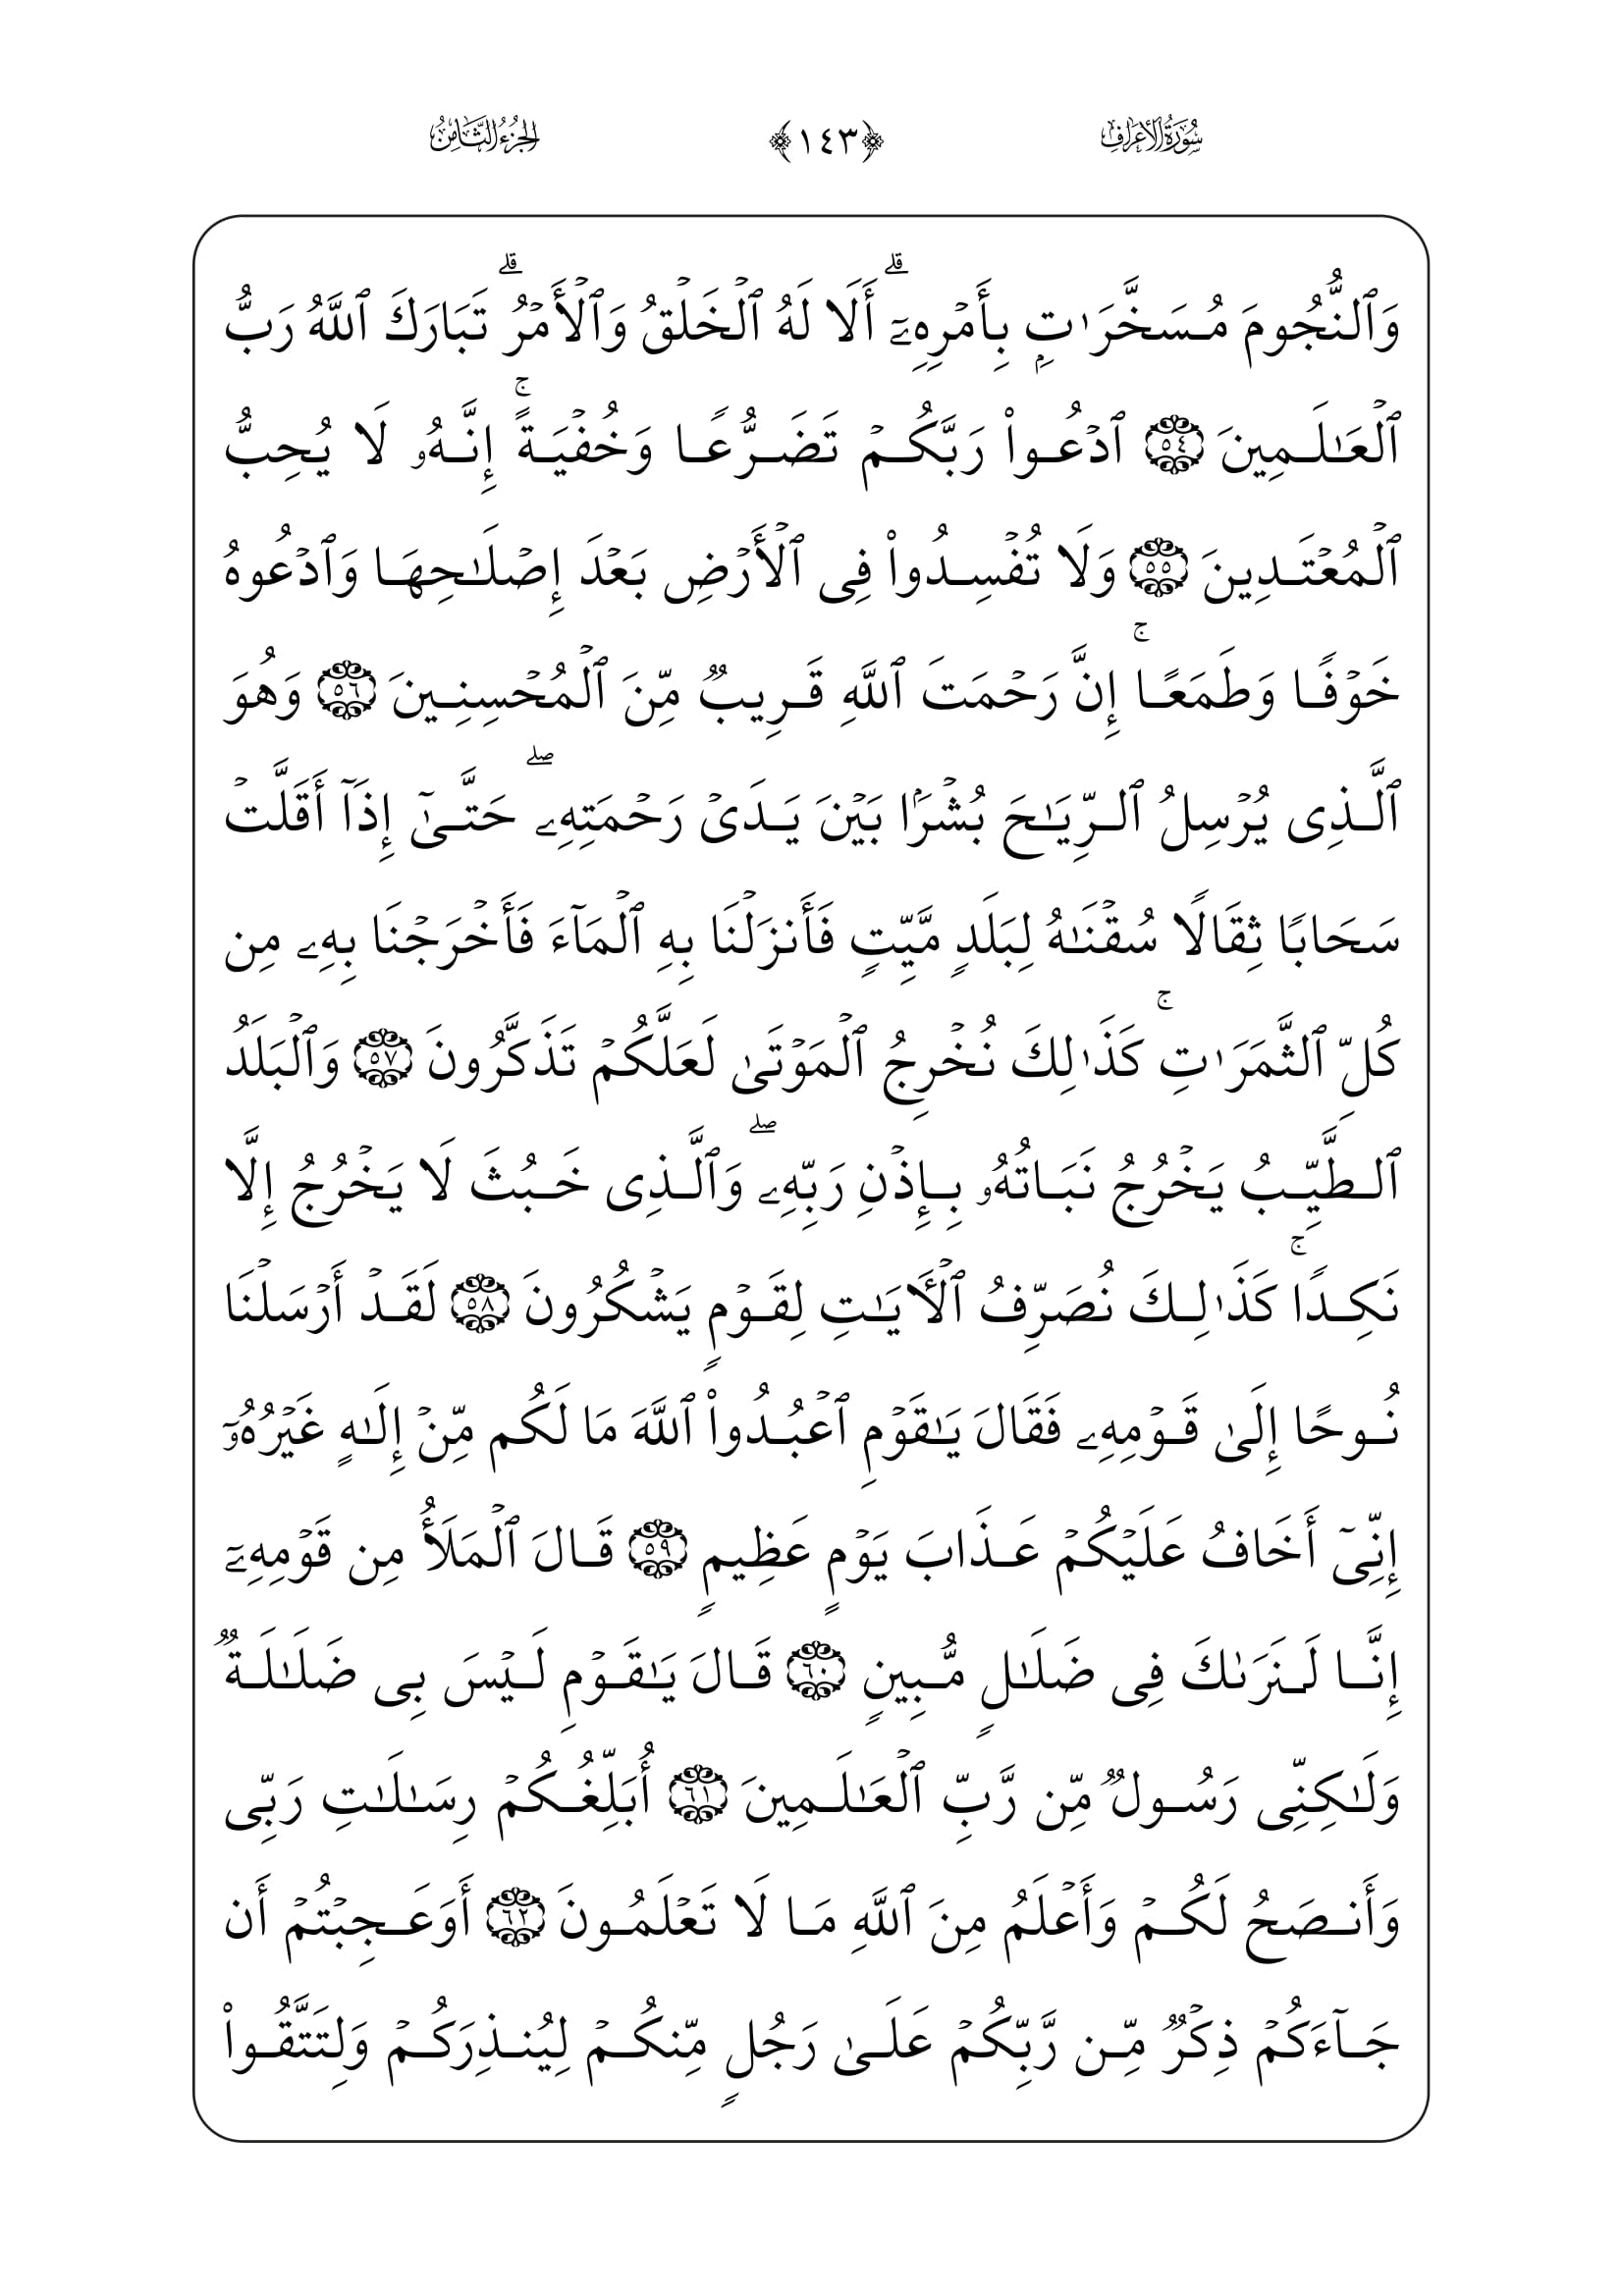 سُورَةُ الأَعْرَافِ ﴿١٤٣﴾ الجُزْءُ الثَّامِنُ
وَٱلنُّجُومَ مُسَخَّرَٰتِۭ بِأَمۡرِهِۦٓۗ أَلَا لَهُ ٱلۡخَلۡقُ وَٱلۡأَمۡرُۗ تَبَارَكَ ٱللَّهُ رَبُّ
ٱلۡعَٰلَمِينَ ٥٤ ٱدۡعُواْ رَبَّكُمۡ تَضَرُّعًا وَخُفۡيَةًۚ إِنَّهُۥ لَا يُحِبُّ
ٱلۡمُعۡتَدِينَ ٥٥ وَلَا تُفۡسِدُواْ فِي ٱلۡأَرۡضِ بَعۡدَ إِصۡلَٰحِهَا وَٱدۡعُوهُ
خَوۡفًا وَطَمَعًاۚ إِنَّ رَحۡمَتَ ٱللَّهِ قَرِيبٌ مِّنَ ٱلۡمُحۡسِنِينَ ٥٦ وَهُوَ
ٱلَّذِي يُرۡسِلُ ٱلرِّيَٰحَ بُشۡرَۢا بَيۡنَ يَدَيۡ رَحۡمَتِهِۦۖ حَتَّىٰٓ إِذَآ أَقَلَّتۡ
سَحَابًا ثِقَالًا سُقۡنَٰهُ لِبَلَدٍ مَّيِّتٍ فَأَنزَلۡنَا بِهِ ٱلۡمَآءَ فَأَخۡرَجۡنَا بِهِۦ مِن
كُلِّ ٱلثَّمَرَٰتِۚ كَذَٰلِكَ نُخۡرِجُ ٱلۡمَوۡتَىٰ لَعَلَّكُمۡ تَذَكَّرُونَ ٥٧ وَٱلۡبَلَدُ
ٱلطَّيِّبُ يَخۡرُجُ نَبَاتُهُۥ بِإِذۡنِ رَبِّهِۦۖ وَٱلَّذِي خَبُثَ لَا يَخۡرُجُ إِلَّا
نَكِدًاۚ كَذَٰلِكَ نُصَرِّفُ ٱلۡأٓيَٰتِ لِقَوۡمٍ يَشۡكُرُونَ ٥٨ لَقَدۡ أَرۡسَلۡنَا
نُوحًا إِلَىٰ قَوۡمِهِۦ فَقَالَ يَٰقَوۡمِ ٱعۡبُدُواْ ٱللَّهَ مَا لَكُم مِّنۡ إِلَٰهٍ غَيۡرُهُۥٓ
إِنِّيٓ أَخَافُ عَلَيۡكُمۡ عَذَابَ يَوۡمٍ عَظِيمٍ ٥٩ قَالَ ٱلۡمَلَأُ مِن قَوۡمِهِۦٓ
إِنَّا لَنَرَىٰكَ فِي ضَلَٰلٍ مُّبِينٍ ٦٠ قَالَ يَٰقَوۡمِ لَيۡسَ بِي ضَلَٰلَةٌ
وَلَٰكِنِّي رَسُولٌ مِّن رَّبِّ ٱلۡعَٰلَمِينَ ٦١ أُبَلِّغُكُمۡ رِسَٰلَٰتِ رَبِّي
وَأَنصَحُ لَكُمۡ وَأَعۡلَمُ مِنَ ٱللَّهِ مَا لَا تَعۡلَمُونَ ٦٢ أَوَعَجِبۡتُمۡ أَن
جَآءَكُمۡ ذِكۡرٌ مِّن رَّبِّكُمۡ عَلَىٰ رَجُلٍ مِّنكُمۡ لِيُنذِرَكُمۡ وَلِتَتَّقُواْ